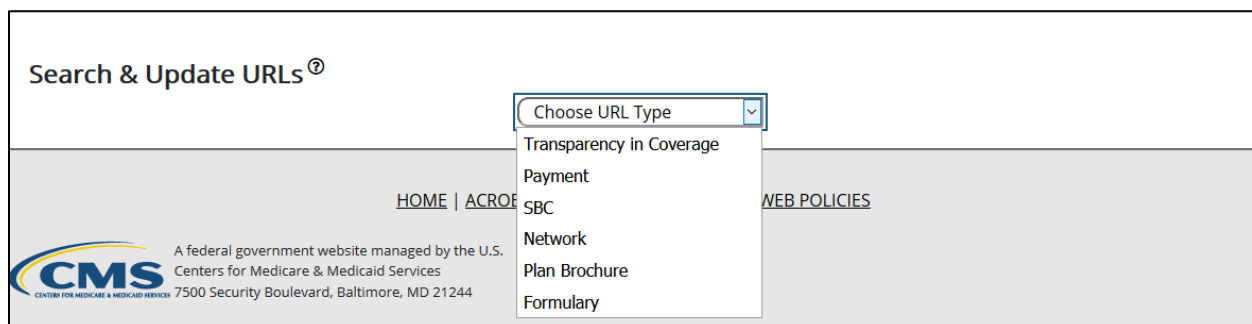 Search & Update URLs
Choose URL Type
Transparency in Coverage
Payment
SBC
Network
Plan Brochure
Formulary
HOME | ACROB WEB POLICIES
A federal government website managed by the U.S.
Centers for Medicare & Medicaid Services
7500 Security Boulevard, Baltimore, MD 21244
CMS
CENTERS FOR MEDICARE & MEDICAID SERVICES